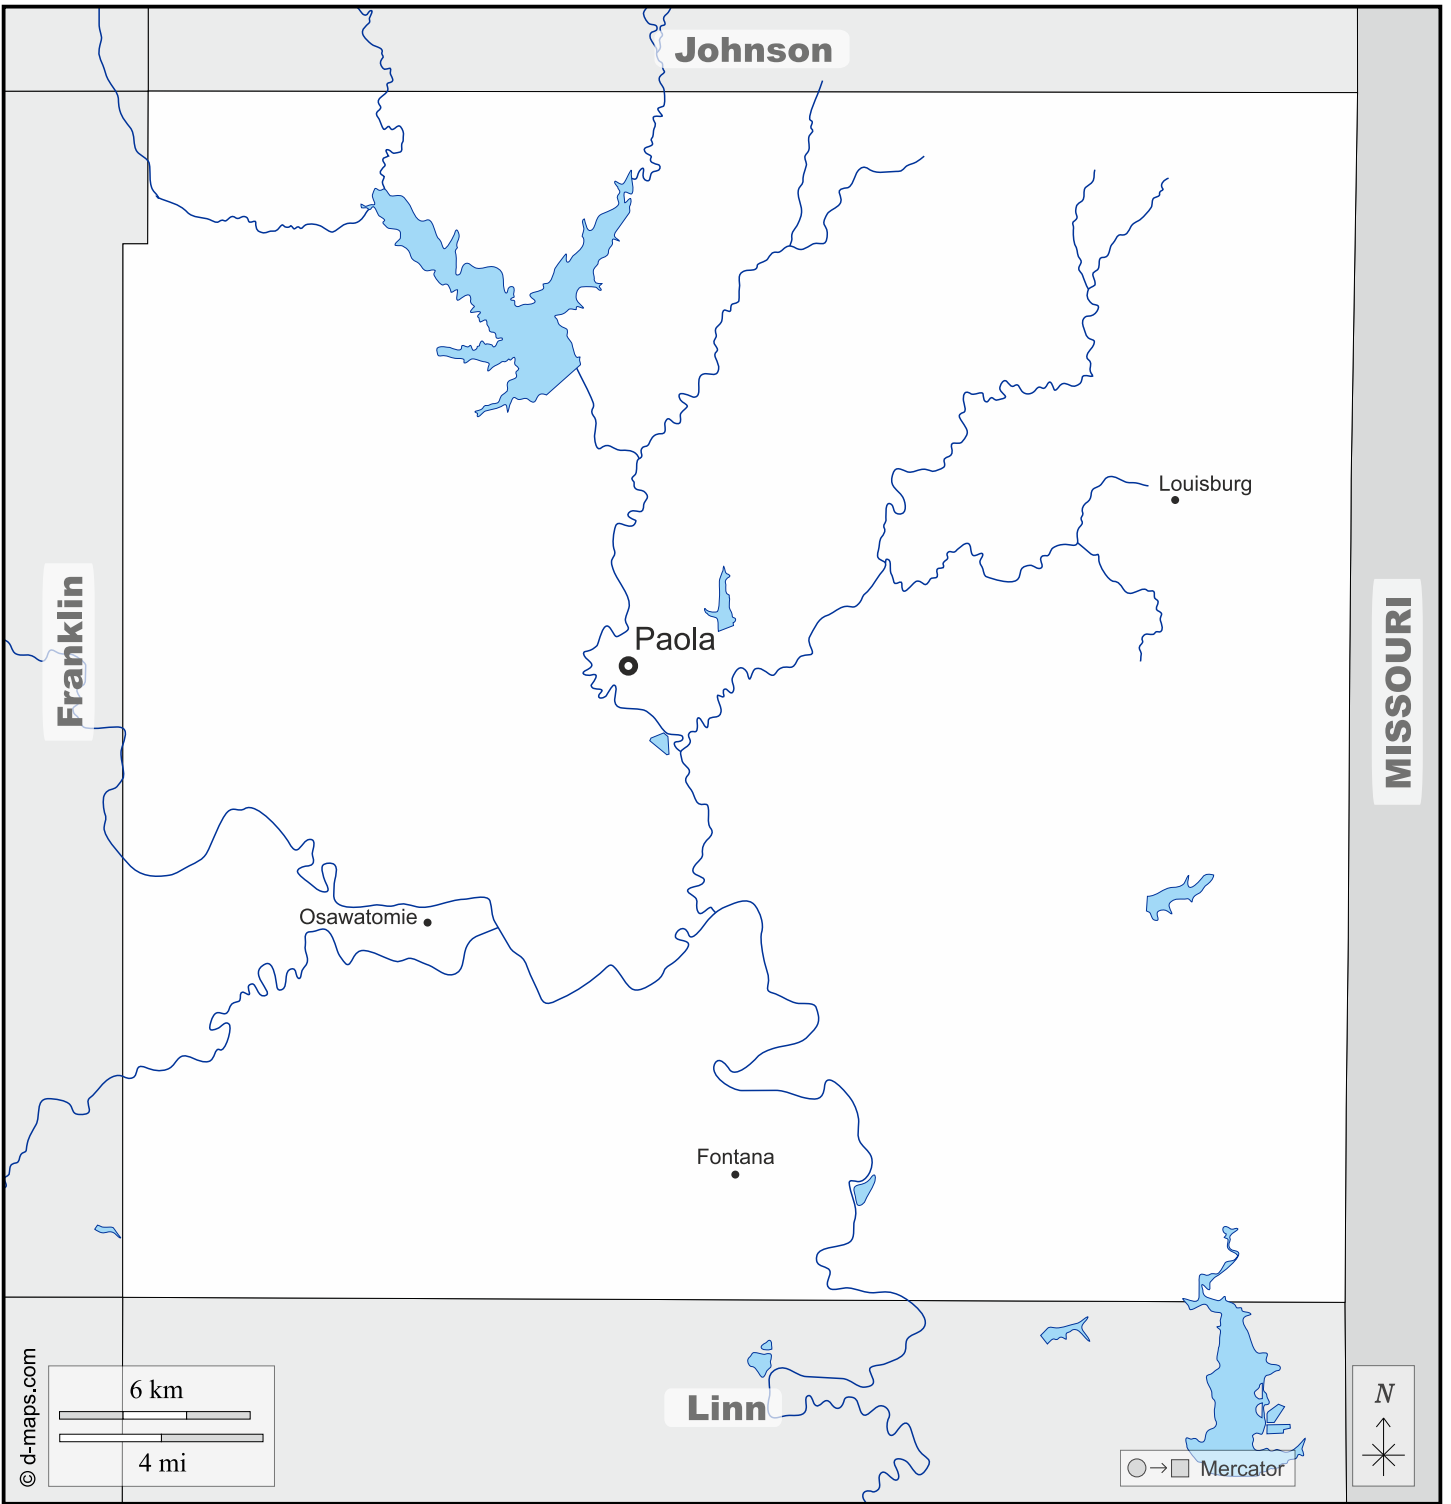 Johnson
Louisburg
Franklin
Paola
MISSOURI
Osawatomie
Fontana
Linn
6 km
4 mi
© d-maps.com
N
Mercator